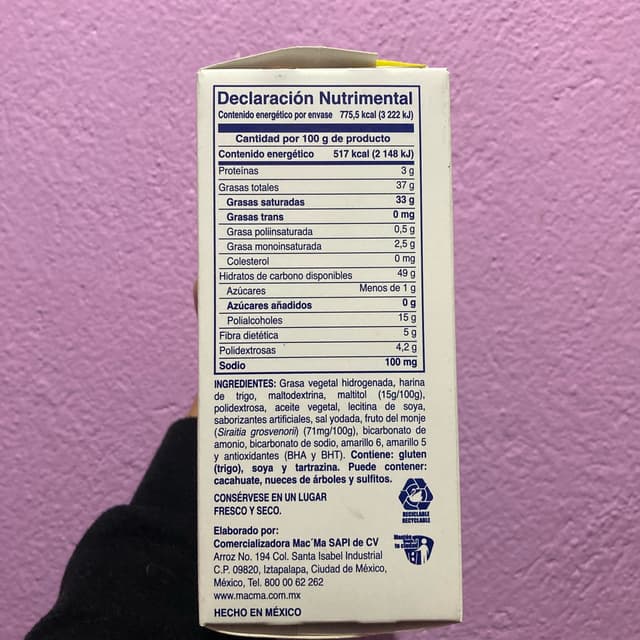 Declaración Nutrimental
Contenido energético por envase 775,5 kcal (3 222 kJ)
Cantidad por 100 g de producto
Contenido energético 517 kcal (2 148 kJ)
Proteínas 3 g
Grasas totales 37 g
Grasas saturadas 33 g
Grasas trans 0 mg
Grasa poliinsaturada 0,5 g
Grasa monoinsaturada 2,5 g
Colesterol 0 mg
Hidratos de carbono disponibles 49 g
Azúcares Menos de 1 g
Azúcares añadidos 0 g
Polialcoholes 15 g
Fibra dietética 5 g
Polidextrosas 4,2 g
Sodio 100 mg
INGREDIENTES: Grasa vegetal hidrogenada, harina
de trigo, maltodextrina, maltitol (15g/100g),
polidextrosa, aceite vegetal, lecitina de soya,
saborizantes artificiales, sal yodada, fruto del monje
(Siraitia grosvenorii) (71mg/100g), bicarbonato de
amonio, bicarbonato de sodio, amarillo 6, amarillo 5
y antioxidantes (BHA y BHT). Contiene: gluten
(trigo), soya y tartrazina. Puede contener:
cacahuate, nueces de árboles y sulfitos.
CONSÉRVESE EN UN LUGAR
FRESCO Y SECO.
RECICLABLE
RECYCLABLE
Elaborado por:
Comercializadora Mac´Ma SAPI de CV
Arroz No. 194 Col. Santa Isabel Industrial
C.P. 09820, Iztapalapa, Ciudad de México,
México, Tel. 800 00 62 262
www.macma.com.mx
HECHO EN MÉXICO